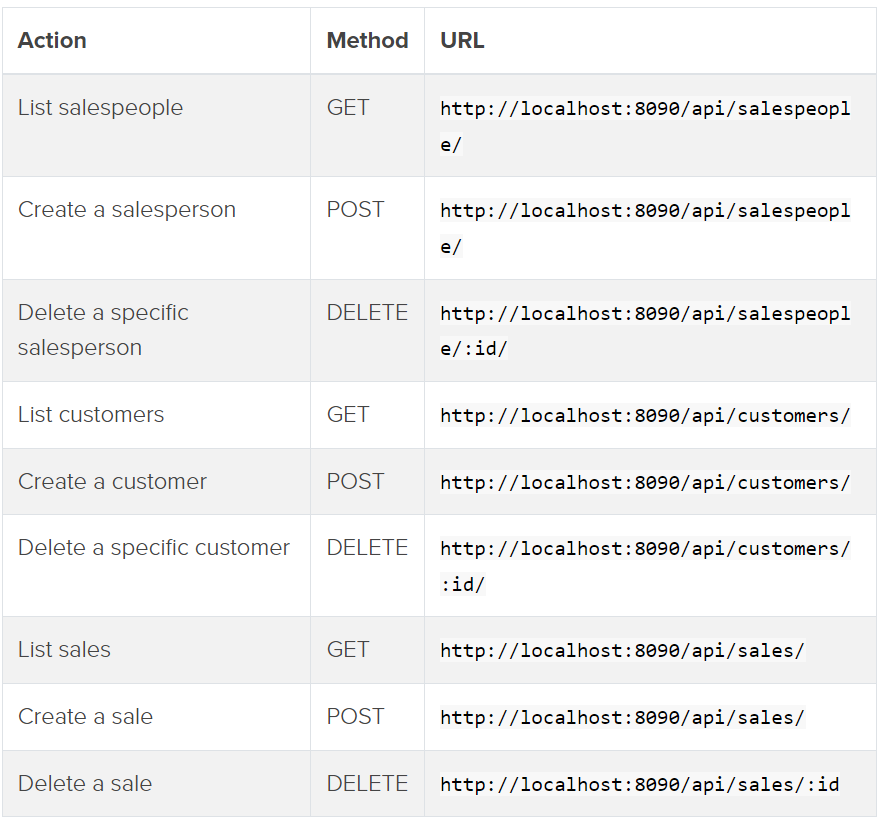 Action Method URL
List salespeople GET http://localhost:8090/api/salespeopl
e/
Create a salesperson POST http://localhost:8090/api/salespeopl
e/
Delete a specific DELETE http://localhost:8090/api/salespeopl
salesperson e/:id/
List customers GET http://localhost:8090/api/customers/
Create a customer POST http://localhost:8090/api/customers/
Delete a specific customer DELETE http://localhost:8090/api/customers/
:id/
List sales GET http://localhost:8090/api/sales/
Create a sale POST http://localhost:8090/api/sales/
Delete a sale DELETE http://localhost:8090/api/sales/:id